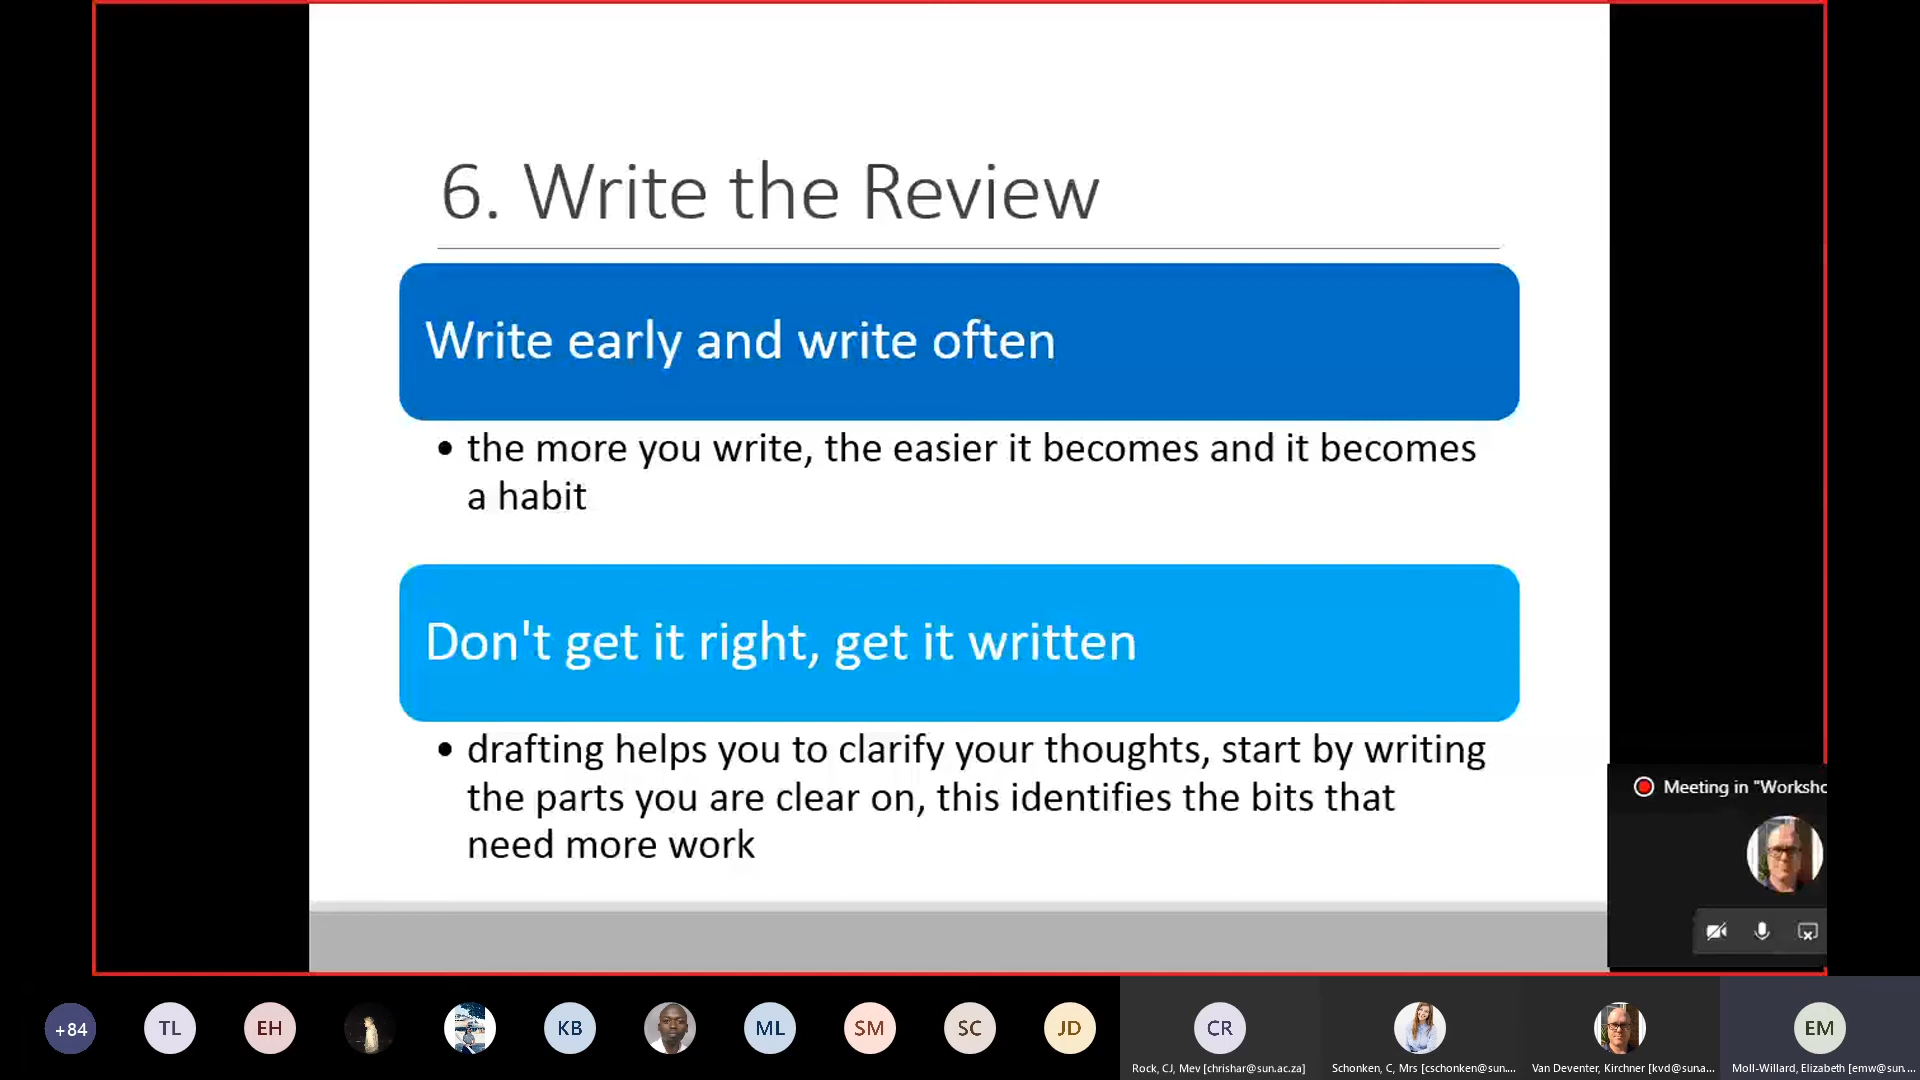 6. Write the Review
Write early and write often
• the more you write, the easier it becomes and it becomes
a habit
Don't get it right, get it written
• drafting helps you to clarify your thoughts, start by writing
the parts you are clear on, this identifies the bits that
need more work
Meeting in "Worksho
+84
TL
EH
KB
ML
SM
SC
JD
CR
EM
Rock, CJ, Mev [chrishar@sun.ac.za]
Schonken, C, Mrs [cschonken@sun....
Van Deventer, Kirchner [kvd@suna...
Moll-Willard, Elizabeth [emw@sun....